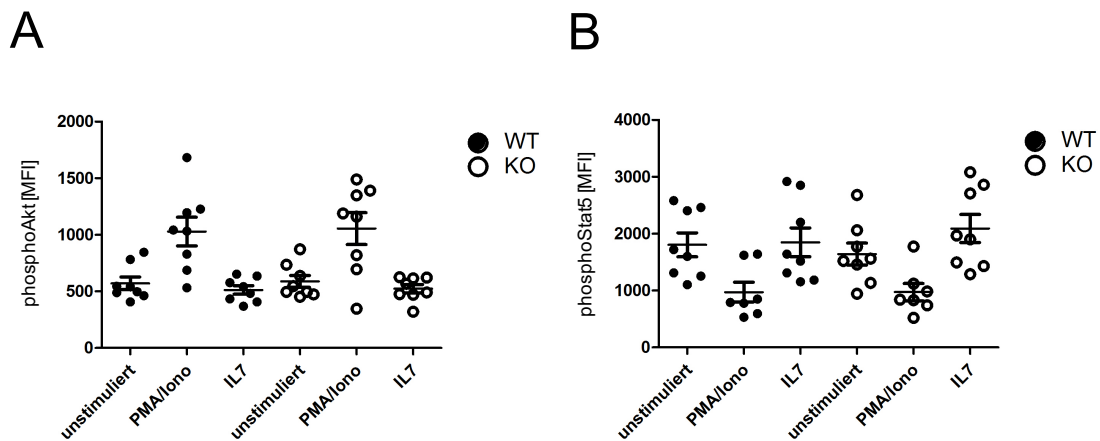 A
phosphoAkt [MFI]
2000
1500
1000
500
0
unstimuliert
PMA/Iono
IL7
unstimuliert
PMA/Iono
IL7
WT
KO
B
phosphoStat5 [MFI]
4000
3000
2000
1000
0
unstimuliert
PMA/Iono
IL7
unstimuliert
PMA/Iono
IL7
WT
KO